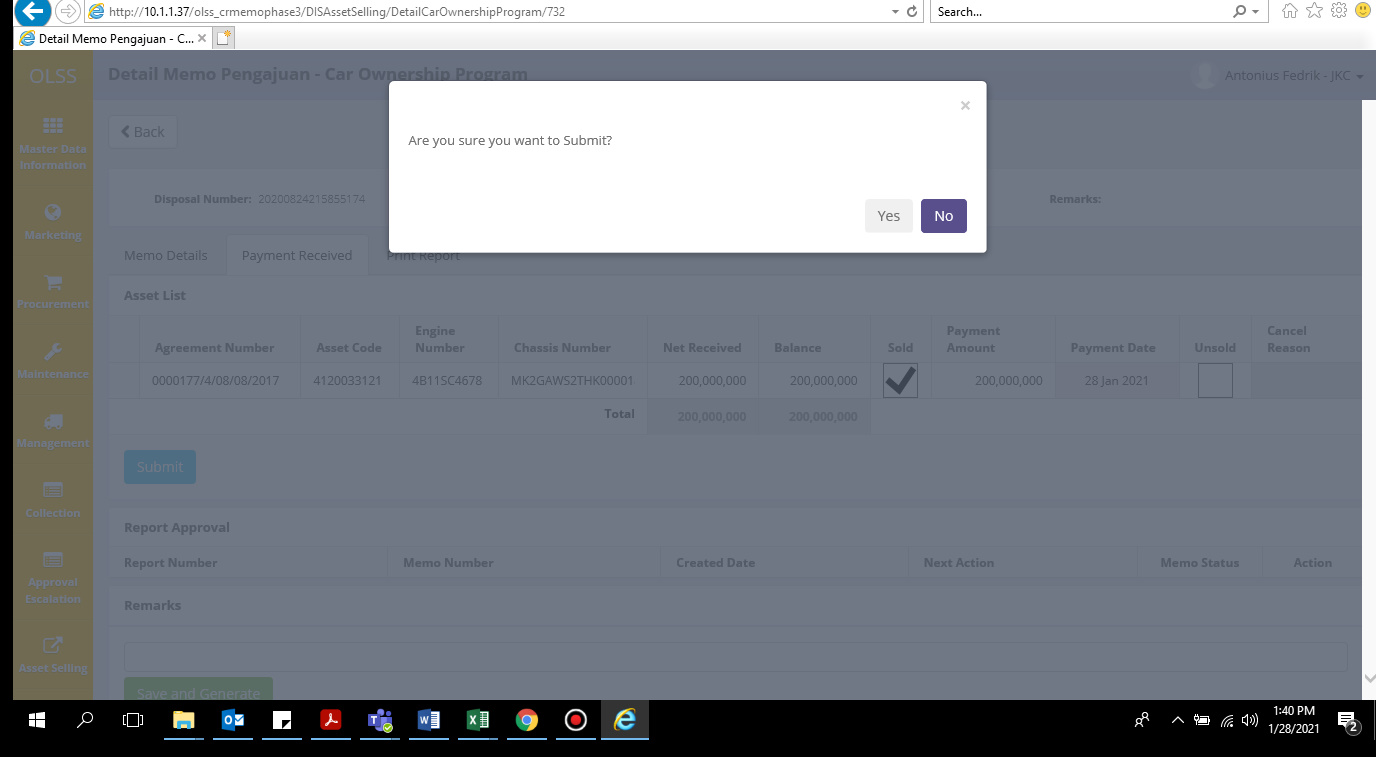 http://10.1.1.37/olss_crmemophase3/DISAssetSelling/DetailCarOwnershipProgram/732
Search...
Detail Memo Pengajuan - C...
OLSS
Detail Memo Pengajuan - Car Ownership Program
Antonius Fedrik - JKC
×
Back
Are you sure you want to Submit?
Yes
No
Master Data
Information
Marketing
Procurement
Maintenance
Management
Collection
Approval
Escalation
Asset Selling
Disposal Number: 20200824215855174
Remarks:
Memo Details
Payment Received
Print Report
Asset List
Agreement Number Asset Code Engine Number Chassis Number Net Received Balance Sold Payment Amount Payment Date Unsold Cancel Reason
0000177/4/08/08/2017 4120033121 4B11SC4678 MK2GAWS2THK00001 200,000,000 200,000,000 200,000,000 28 Jan 2021
Total 200,000,000 200,000,000
Submit
Report Approval
Report Number Memo Number Created Date Next Action Memo Status Action
Remarks
Save and Generate
1:40 PM
1/28/2021
2